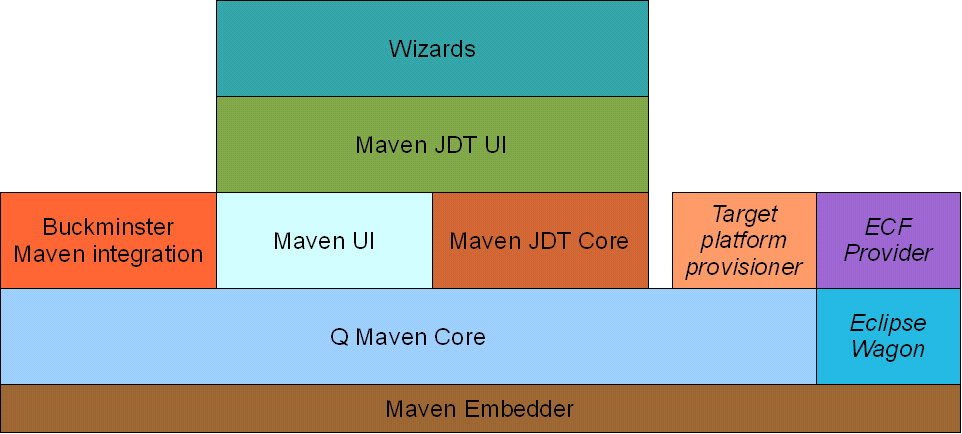 Wizards
Maven JDT UI
Buckminster
Maven integration
Maven UI
Maven JDT Core
Target
platform
provisioner
ECF
Provider
Q Maven Core
Eclipse
Wagon
Maven Embedder